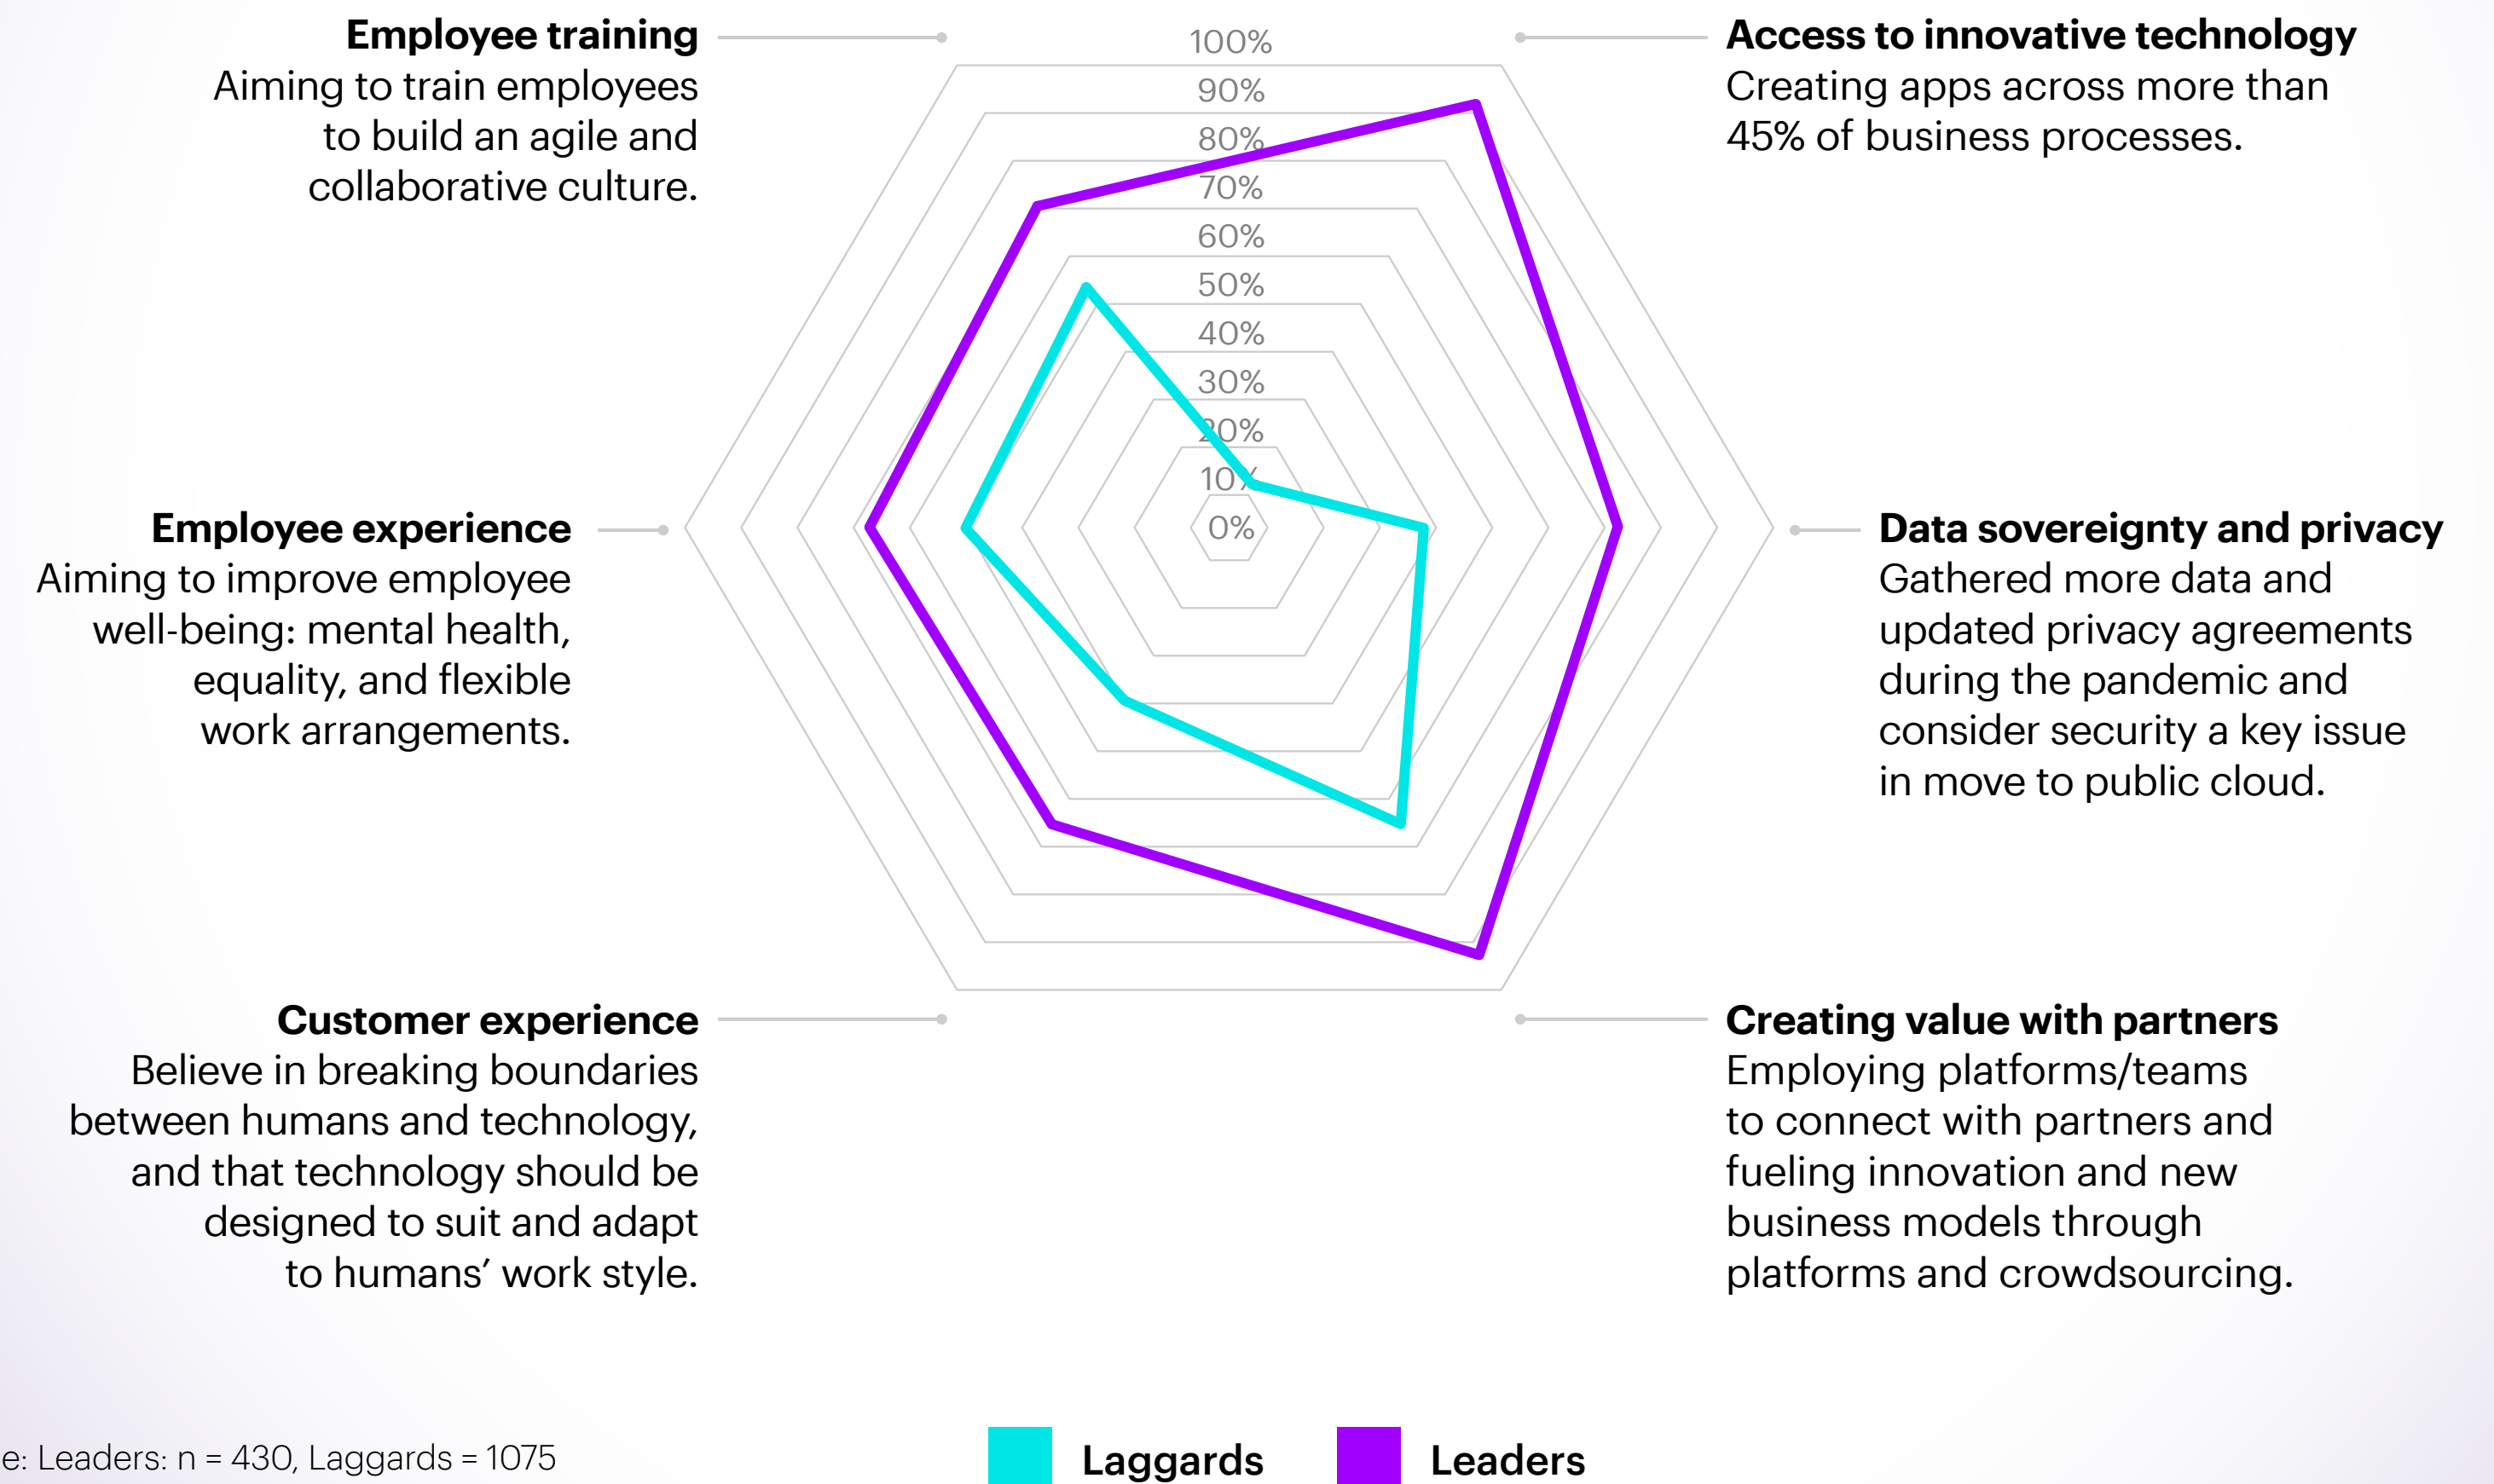 Employee training
Aiming to train employees
to build an agile and
collaborative culture.
Access to innovative technology
Creating apps across more than
45% of business processes.
100%
90%
80%
70%
60%
50%
40%
30%
20%
10%
0%
Employee experience
Aiming to improve employee
well-being: mental health,
equality, and flexible
work arrangements.
Data sovereignty and privacy
Gathered more data and
updated privacy agreements
during the pandemic and
consider security a key issue
in move to public cloud.
Customer experience
Believe in breaking boundaries
between humans and technology,
and that technology should be
designed to suit and adapt
to humans’ work style.
Creating value with partners
Employing platforms/teams
to connect with partners and
fueling innovation and new
business models through
platforms and crowdsourcing.
e: Leaders: n = 430, Laggards = 1075
Laggards
Leaders